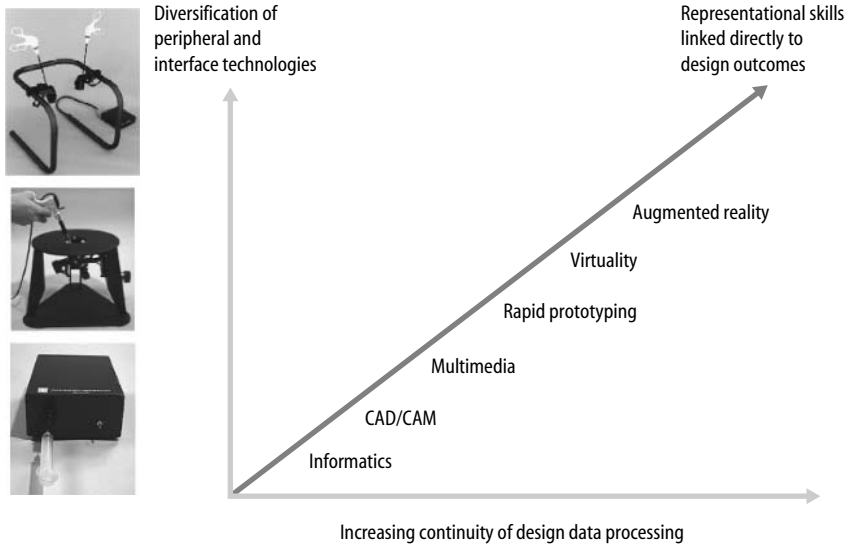 Diversification of
peripheral and
interface technologies
Representational skills
linked directly to
design outcomes
Augmented reality
Virtuality
Rapid prototyping
Multimedia
CAD/CAM
Informatics
Increasing continuity of design data processing